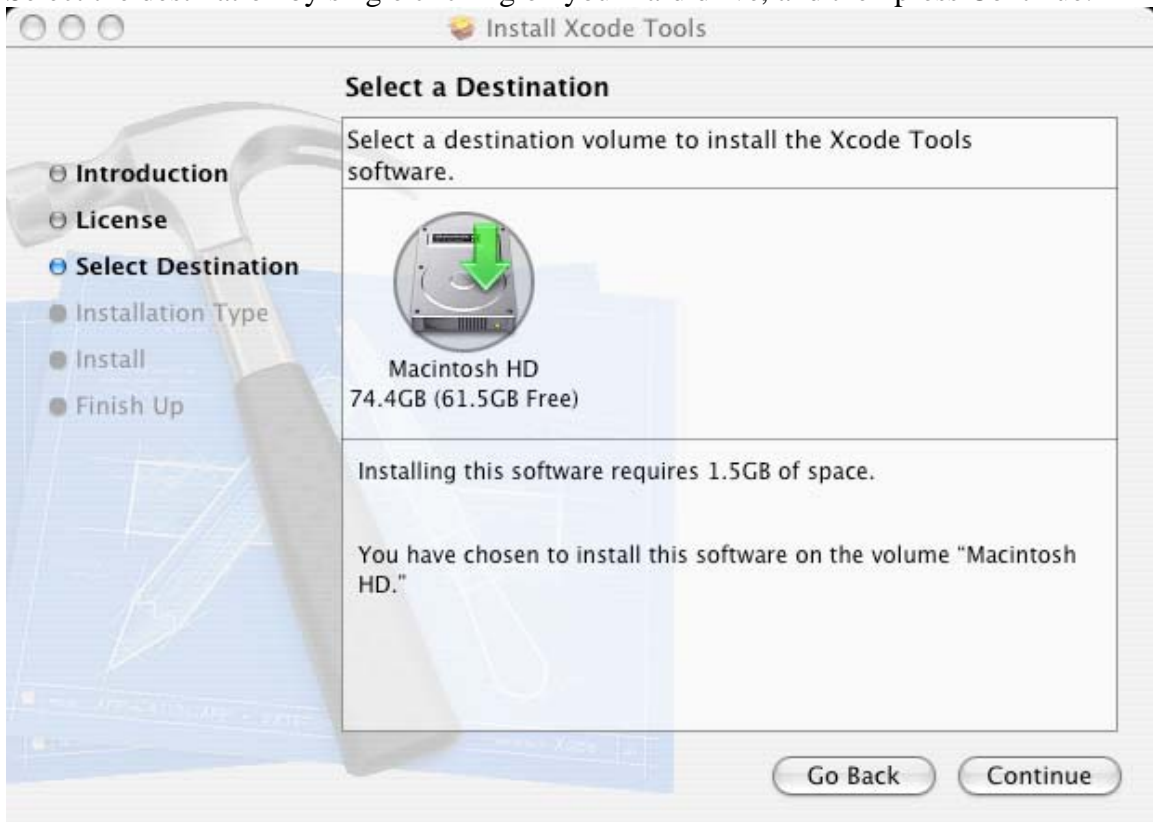 Install Xcode Tools
Select a Destination
Select a destination volume to install the Xcode Tools
software.
Introduction
License
Select Destination
Installation Type
Install
Finish Up
Macintosh HD
74.4GB (61.5GB Free)
Installing this software requires 1.5GB of space.
You have chosen to install this software on the volume “Macintosh
HD.”
Go Back
Continue